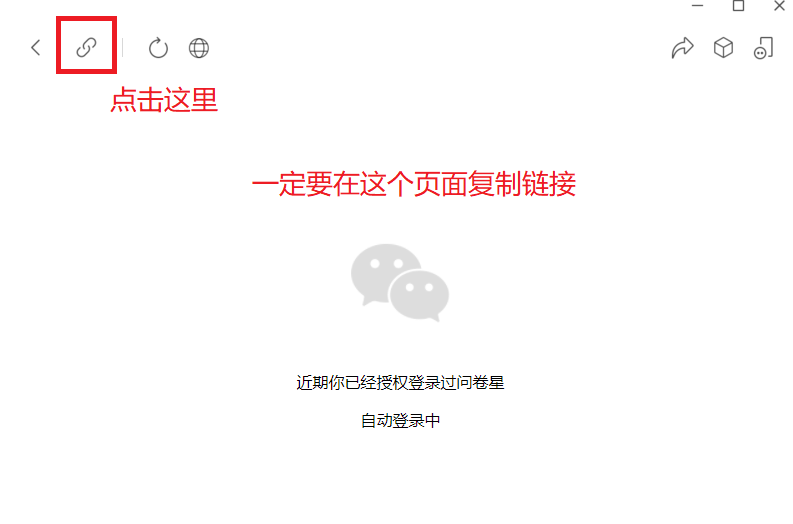 点击这里
一定要在这个页面复制链接
近期你已经授权登录过问卷星
自动登录中